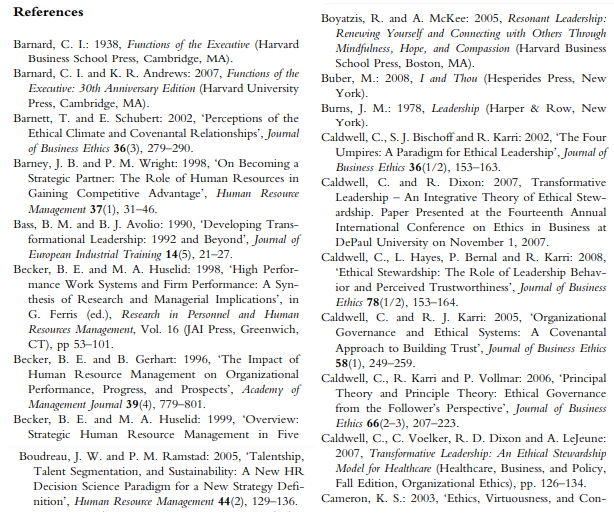 References
Barnard, C. I.: 1938, Functions of the Executive (Harvard
Business School Press, Cambridge, MA).
Barnard, C. I. and K. R. Andrews: 2007, Functions of the
Executive: 30th Anniversary Edition (Harvard University
Press, Cambridge, MA).
Barnett, T. and E. Schubert: 2002, ‘Perceptions of the
Ethical Climate and Covenantal Relationships’, Journal
of Business Ethics 36(3), 279–290.
Barney, J. B. and P. M. Wright: 1998, ‘On Becoming a
Strategic Partner: The Role of Human Resources in
Gaining Competitive Advantage’, Human Resource
Management 37(1), 31–46.
Bass, B. M. and B. J. Avolio: 1990, ‘Developing Trans-
formational Leadership: 1992 and Beyond’, Journal of
European Industrial Training 14(5), 21–27.
Becker, B. E. and M. A. Huselid: 1998, ‘High Perfor-
mance Work Systems and Firm Performance: A Syn-
thesis of Research and Managerial Implications’, in
G. Ferris (ed.), Research in Personnel and Human
Resources Management, Vol. 16 (JAI Press, Greenwich,
CT), pp 53–101.
Becker, B. E. and B. Gerhart: 1996, ‘The Impact of
Human Resource Management on Organizational
Performance, Progress, and Prospects’, Academy of
Management Journal 39(4), 779–801.
Becker, B. E. and M. A. Huselid: 1999, ‘Overview:
Strategic Human Resource Management in Five
Boudreau, J. W. and P. M. Ramstad: 2005, ‘Talentship,
Talent Segmentation, and Sustainability: A New HR
Decision Science Paradigm for a New Strategy Defi-
nition’, Human Resource Management 44(2), 129–136.
Boyatzis, R. and A. McKee: 2005, Resonant Leadership:
Renewing Yourself and Connecting with Others Through
Mindfulness, Hope, and Compassion (Harvard Business
School Press, Boston, MA).
Buber, M.: 2008, I and Thou (Hesperides Press, New
York).
Burns, J. M.: 1978, Leadership (Harper & Row, New
York).
Caldwell, C., S. J. Bischoff and R. Karri: 2002, ‘The Four
Umpires: A Paradigm for Ethical Leadership’, Journal of
Business Ethics 36(1/2), 153–163.
Caldwell, C. and R. Dixon: 2007, Transformative
Leadership – An Integrative Theory of Ethical Stew-
ardship. Paper Presented at the Fourteenth Annual
International Conference on Ethics in Business at
DePaul University on November 1, 2007.
Caldwell, C., L. Hayes, P. Bernal and R. Karri: 2008,
‘Ethical Stewardship: The Role of Leadership Behav-
ior and Perceived Trustworthiness’, Journal of Business
Ethics 78(1/2), 153–164.
Caldwell, C. and R. J. Karri: 2005, ‘Organizational
Governance and Ethical Systems: A Covenantal
Approach to Building Trust’, Journal of Business Ethics
58(1), 249–259.
Caldwell, C., R. Karri and P. Vollmar: 2006, ‘Principal
Theory and Principle Theory: Ethical Governance
from the Follower’s Perspective’, Journal of Business
Ethics 66(2–3), 207–223.
Caldwell, C., C. Voelker, R. D. Dixon and A. LeJeune:
2007, Transformative Leadership: An Ethical Stewardship
Model for Healthcare (Healthcare, Business, and Policy,
Fall Edition, Organizational Ethics), pp. 126–134.
Cameron, K. S.: 2003, ‘Ethics, Virtuousness, and Con-